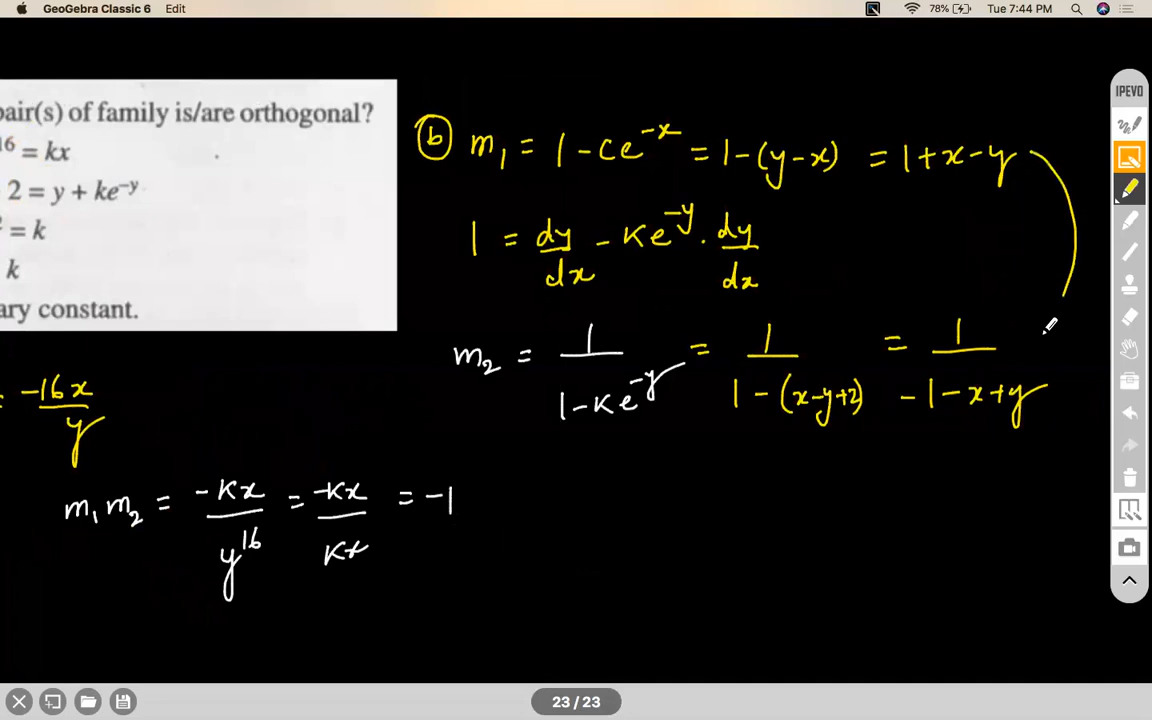 GeoGebra Classic 6 Edit 78% Tue 7:44 PM
IPEVO
pair(s) of family is/are orthogonal?
16 = kx
2 = y + ke^{-y}
² = k
k
ary constant.
(b) m₁ = 1 - ce^{-x} = 1 - (y - x) = 1 + x - y
1 = dy/dx - Ke^{-y} . dy/dx
m₂ = 1/(1 - Ke^{-y}) = 1/(1 - (x - y + 2)) = 1/(-1 - x + y)
= -16x/y
m₁ m₂ = -Kx/y^{16} = -Kx/Kx = -1
23 / 23